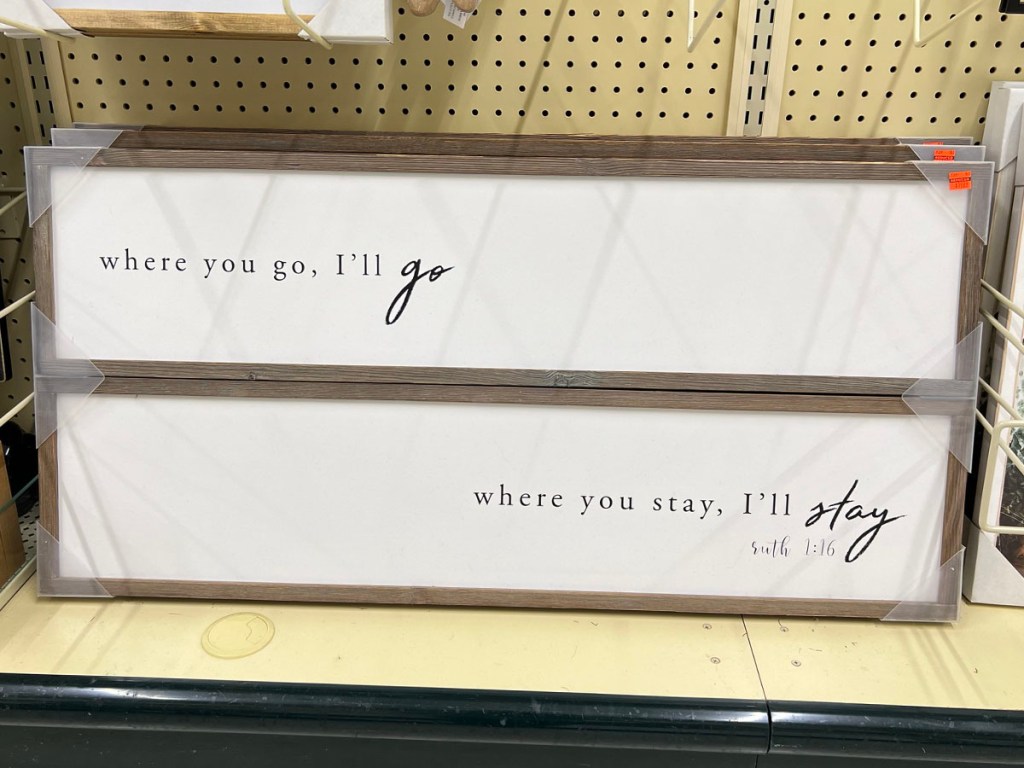 where you go, I'll go
where you stay, I'll stay
ruth 1:16